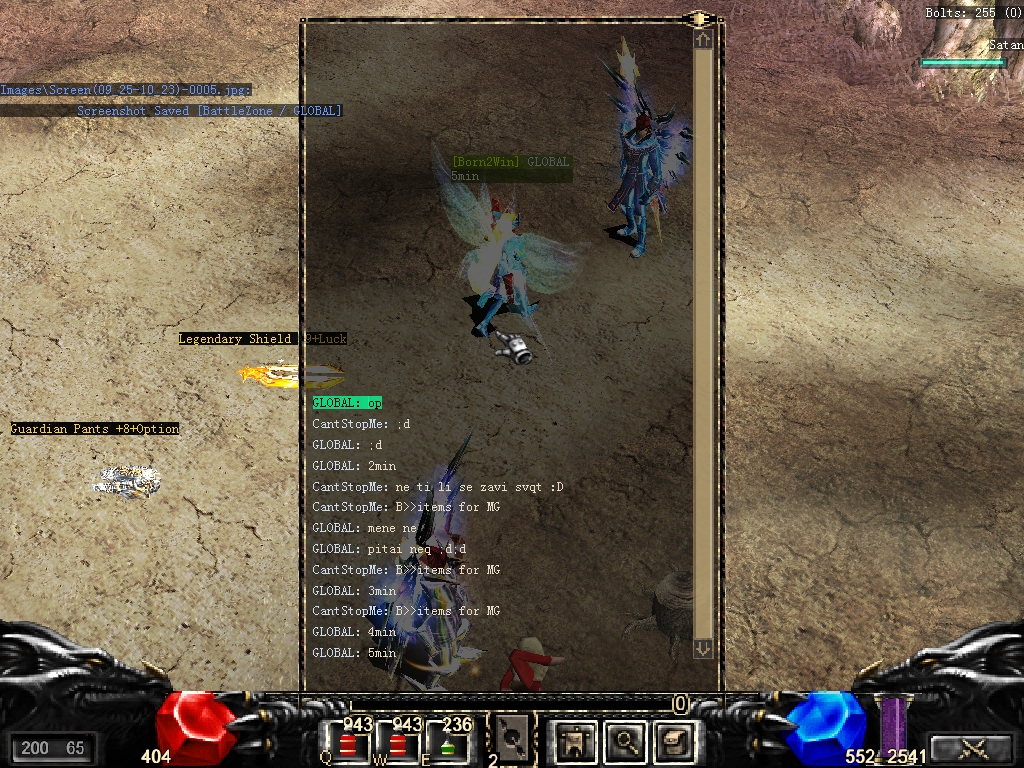 Bolts: 255 (0)
Satan
Images\Screen(09_25-10_23)-0005.jpg:
Screenshot Saved [BattleZone / GLOBAL]
[Born2Win] GLOBAL
5min
Legendary Shield +9+Luck
Guardian Pants +8+Option
GLOBAL: op
CantStopMe: ;d
GLOBAL: ;d
GLOBAL: 2min
CantStopMe: ne ti li se zavi svqt :D
CantStopMe: B>>items for MG
GLOBAL: mene ne
GLOBAL: pitai neq ;d;d
CantStopMe: B>>items for MG
GLOBAL: 3min
CantStopMe: B>>items for MG
GLOBAL: 4min
GLOBAL: 5min
0
943 943 236
Q W E 2
200 65
404
552 2541